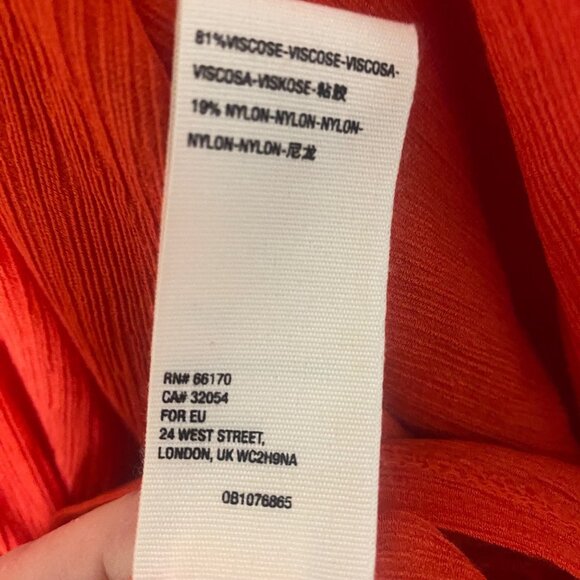 81%VISCOSE-VISCOSE-VISCOSA-
VISCOSA-VISKOSE-粘胶
19% NYLON-NYLON-NYLON-
NYLON-NYLON-尼龙
RN# 66170
CA# 32054
FOR EU
24 WEST STREET,
LONDON, UK WC2H9NA
OB1076865